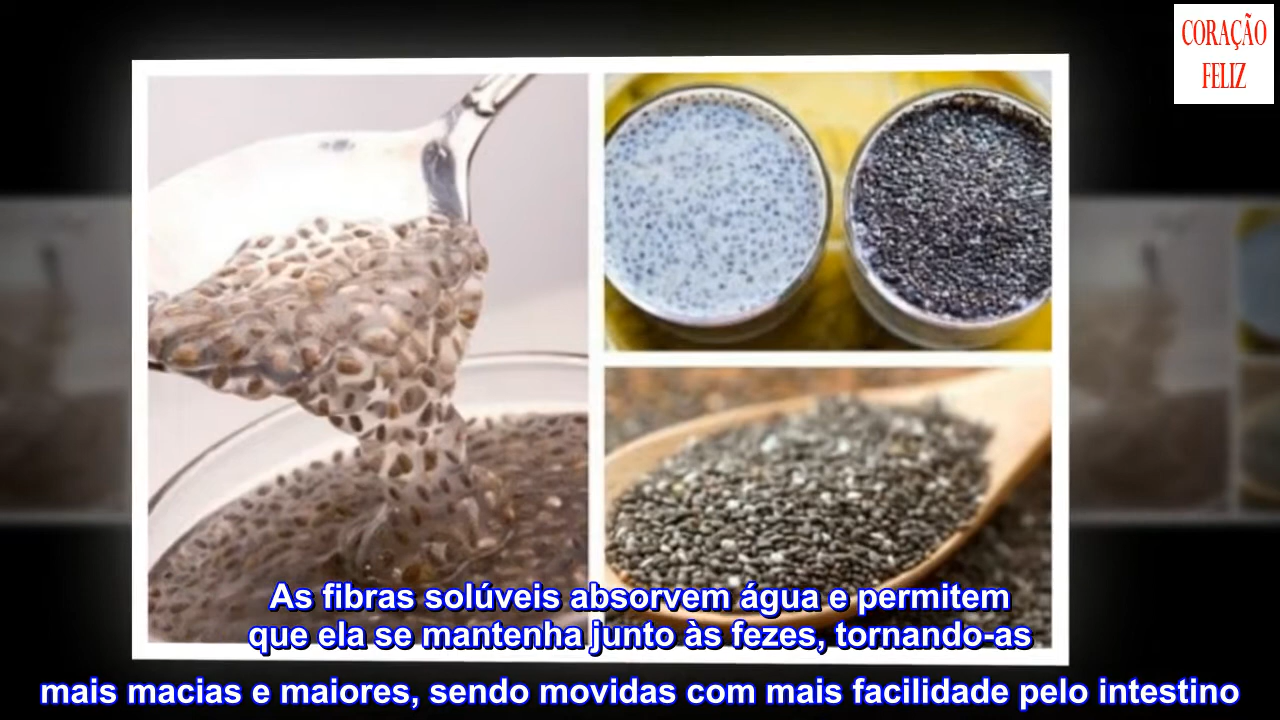 CORAÇÃO
FELIZ
As fibras solúveis absorvem água e permitem
que ela se mantenha junto às fezes, tornando-as
mais macias e maiores, sendo movidas com mais facilidade pelo intestino